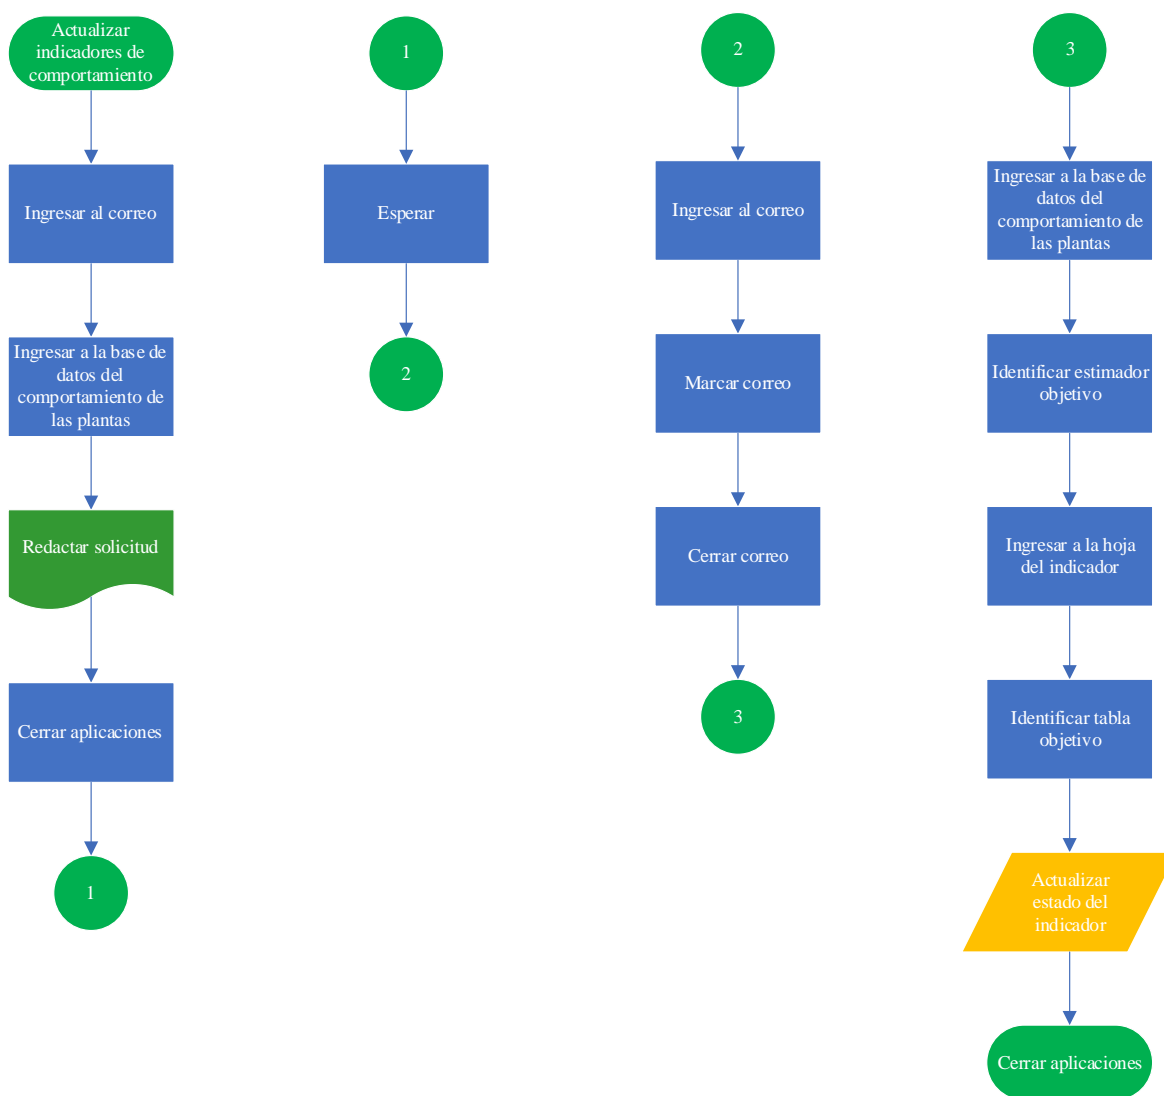 Actualizar
indicadores de
comportamiento
Ingresar al correo
Ingresar a la base de
datos del
comportamiento de
las plantas
Redactar solicitud
Cerrar aplicaciones
1
1
Esperar
2
2
Ingresar al correo
Marcar correo
Cerrar correo
3
3
Ingresar a la base de
datos del
comportamiento de
las plantas
Identificar estimador
objetivo
Ingresar a la hoja
del indicador
Identificar tabla
objetivo
Actualizar
estado del
indicador
Cerrar aplicaciones